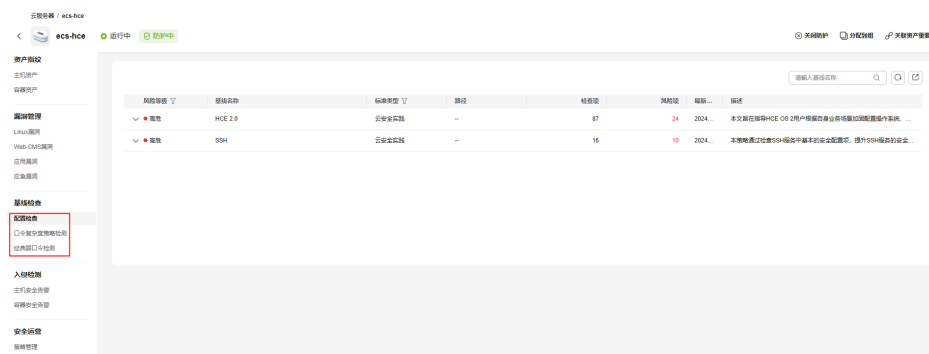 云服务器 / ecs-hce
ecs-hce
运行中
防护中
关闭防护
分配到组
关联资产重要
资产指纹
主机资产
容器资产
漏洞管理
Linux漏洞
Web-CMS漏洞
应用漏洞
应急漏洞
基线检查
配置检查
口令复杂度策略检测
经典弱口令检测
入侵检测
主机安全告警
容器安全告警
安全运营
策略管理
请输入基线名称
风险等级 基线名称 标准类型 路径 检查项 风险项 最新... 描述
高危 HCE 2.0 云安全实践 -- 87 24 2024... 本文旨在指导HCE OS 2用户根据自身业务场景加固配置操作系统。...
高危 SSH 云安全实践 -- 16 10 2024... 本策略通过检查SSH服务中基本的安全配置项，提升SSH服务的安全...